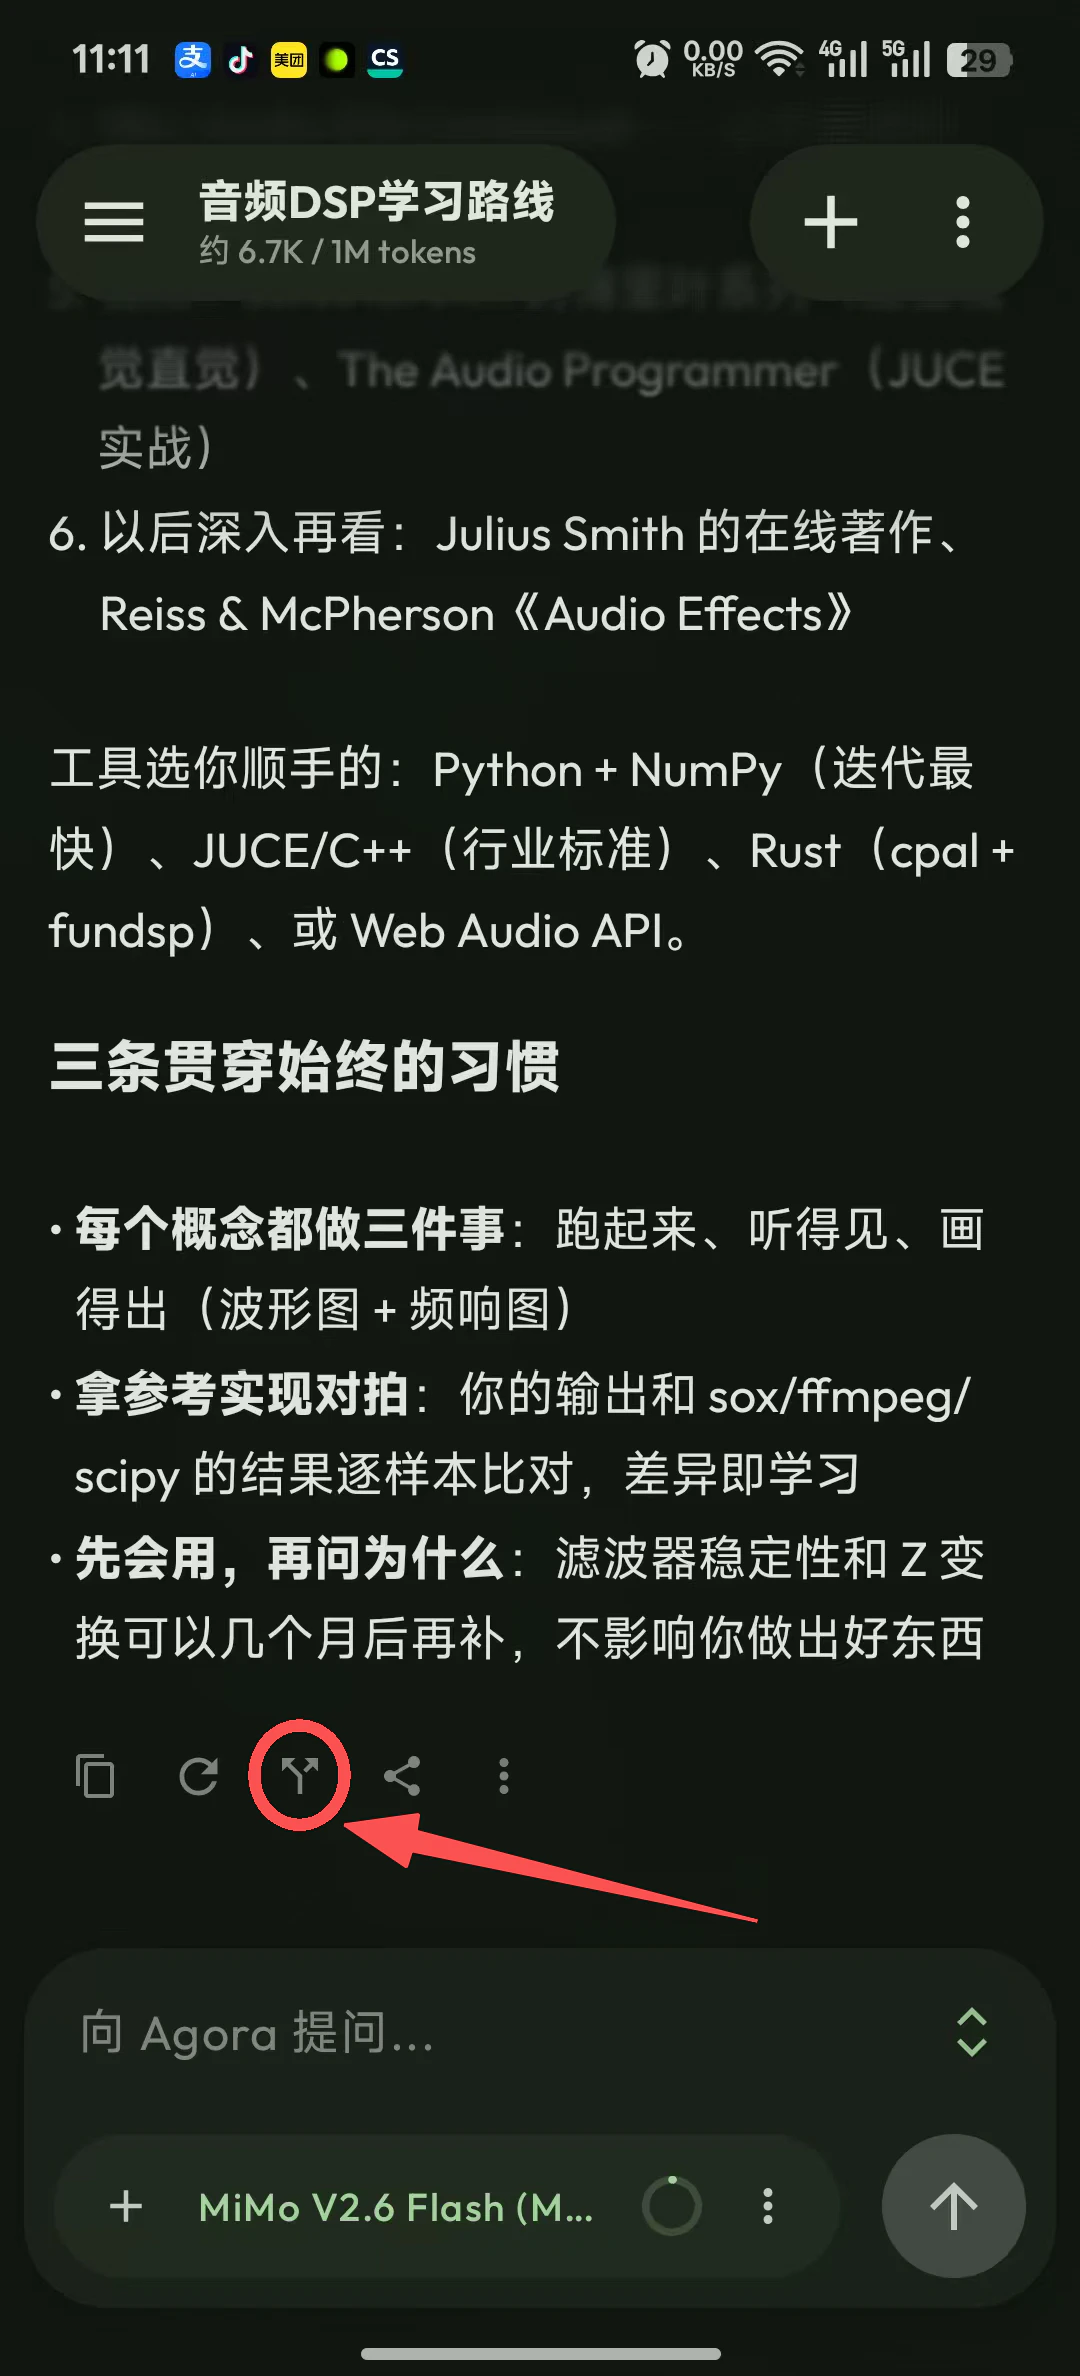 11:11
支
美团
CS
0.00
KB/S
4G
5G
29
音频DSP学习路线
约 6.7K / 1M tokens
觉直觉）、The Audio Programmer（JUCE
实战）
6. 以后深入再看：Julius Smith 的在线著作、
Reiss & McPherson《Audio Effects》
工具选你顺手的：Python + NumPy（迭代最
快）、JUCE/C++（行业标准）、Rust（cpal +
fundsp）、或 Web Audio API。
三条贯穿始终的习惯
• 每个概念都做三件事：跑起来、听得见、画
得出（波形图 + 频响图）
• 拿参考实现对拍：你的输出和 sox/ffmpeg/
scipy 的结果逐样本比对，差异即学习
• 先会用，再问为什么：滤波器稳定性和 Z 变
换可以几个月后再补，不影响你做出好东西
向 Agora 提问...
MiMo V2.6 Flash (M...